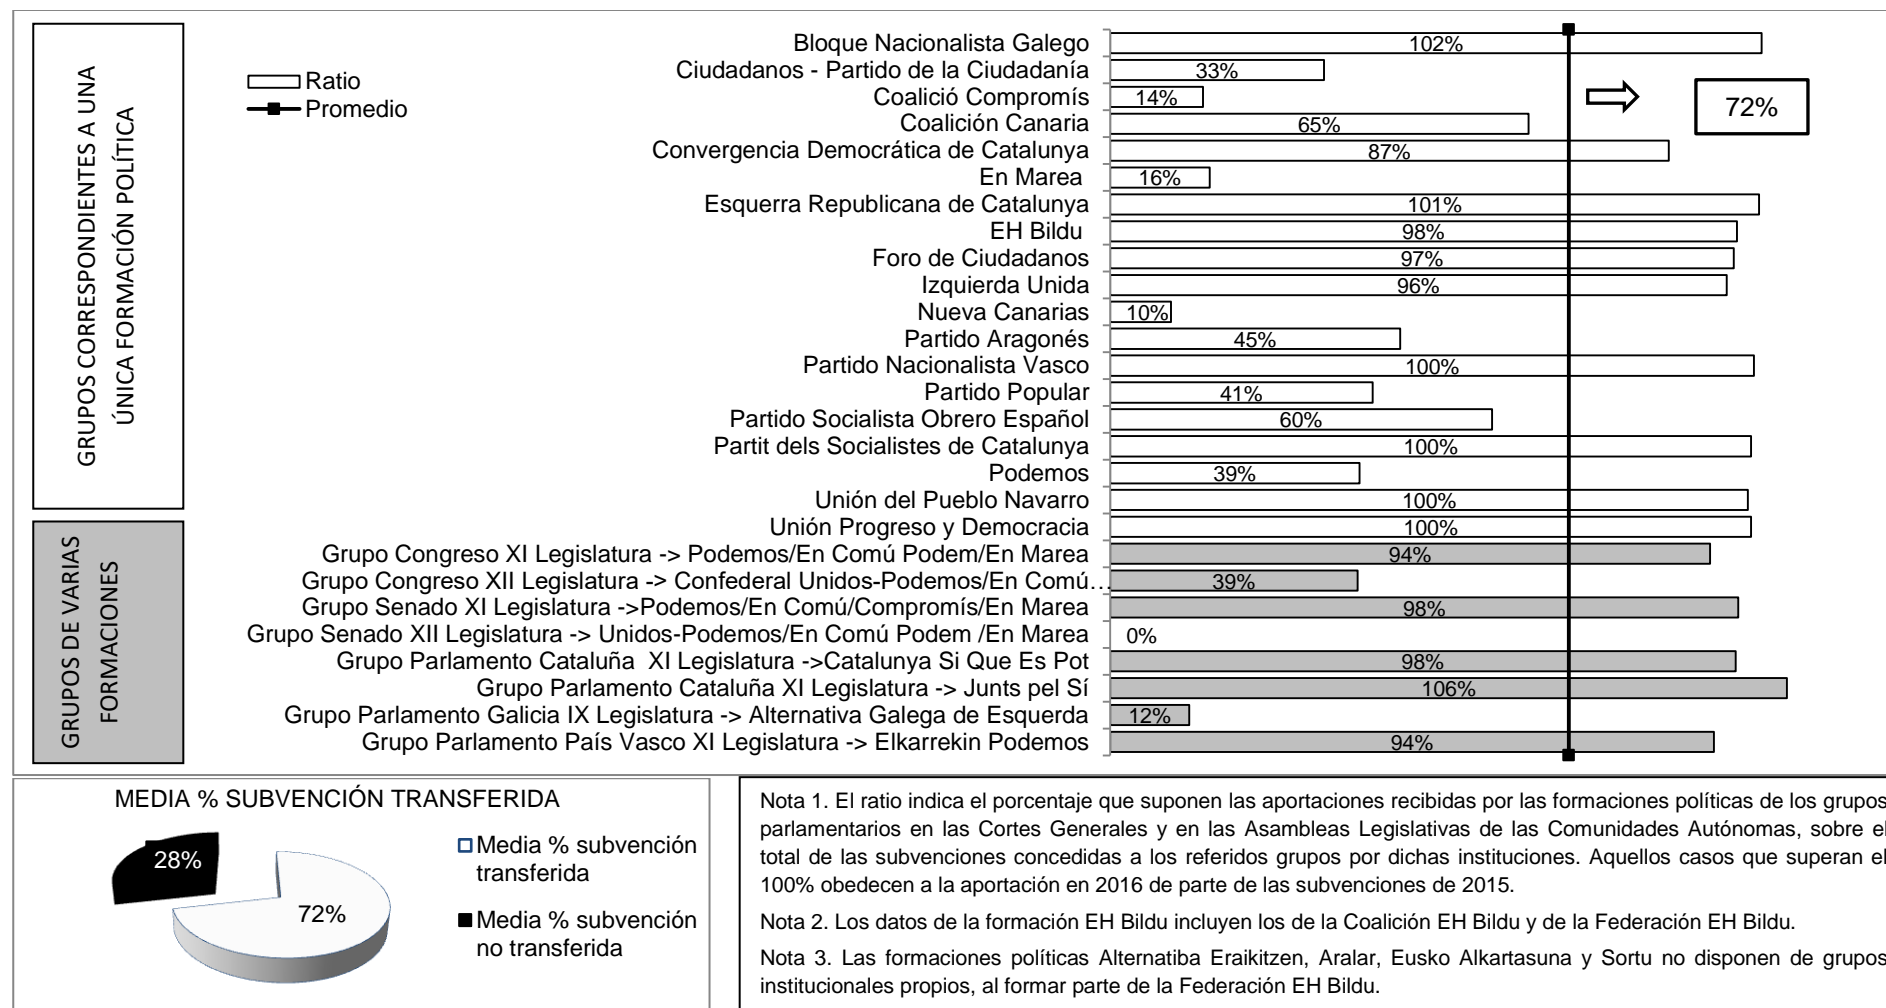 GRUPOS CORRESPONDIENTES A UNA
ÚNICA FORMACIÓN POLÍTICA
GRUPOS DE VARIAS
FORMACIONES
Ratio
Promedio
Bloque Nacionalista Galego 102%
Ciudadanos - Partido de la Ciudadanía 33%
Coalició Compromís 14%
Coalición Canaria 65%
Convergencia Democrática de Catalunya 87%
En Marea 16%
Esquerra Republicana de Catalunya 101%
EH Bildu 98%
Foro de Ciudadanos 97%
Izquierda Unida 96%
Nueva Canarias 10%
Partido Aragonés 45%
Partido Nacionalista Vasco 100%
Partido Popular 41%
Partido Socialista Obrero Español 60%
Partit dels Socialistes de Catalunya 100%
Podemos 39%
Unión del Pueblo Navarro 100%
Unión Progreso y Democracia 100%
Grupo Congreso XI Legislatura -> Podemos/En Comú Podem/En Marea 94%
Grupo Congreso XII Legislatura -> Confederal Unidos-Podemos/En Comú… 39%
Grupo Senado XI Legislatura ->Podemos/En Comú/Compromís/En Marea 98%
Grupo Senado XII Legislatura -> Unidos-Podemos/En Comú Podem /En Marea 0%
Grupo Parlamento Cataluña XI Legislatura ->Catalunya Si Que Es Pot 98%
Grupo Parlamento Cataluña XI Legislatura -> Junts pel Sí 106%
Grupo Parlamento Galicia IX Legislatura -> Alternativa Galega de Esquerda 12%
Grupo Parlamento País Vasco XI Legislatura -> Elkarrekin Podemos 94%
72%
MEDIA % SUBVENCIÓN TRANSFERIDA
28%
72%
Media % subvención
transferida
Media % subvención
no transferida
Nota 1. El ratio indica el porcentaje que suponen las aportaciones recibidas por las formaciones políticas de los grupos
parlamentarios en las Cortes Generales y en las Asambleas Legislativas de las Comunidades Autónomas, sobre el
total de las subvenciones concedidas a los referidos grupos por dichas instituciones. Aquellos casos que superan el
100% obedecen a la aportación en 2016 de parte de las subvenciones de 2015.
Nota 2. Los datos de la formación EH Bildu incluyen los de la Coalición EH Bildu y de la Federación EH Bildu.
Nota 3. Las formaciones políticas Alternatiba Eraikitzen, Aralar, Eusko Alkartasuna y Sortu no disponen de grupos
institucionales propios, al formar parte de la Federación EH Bildu.